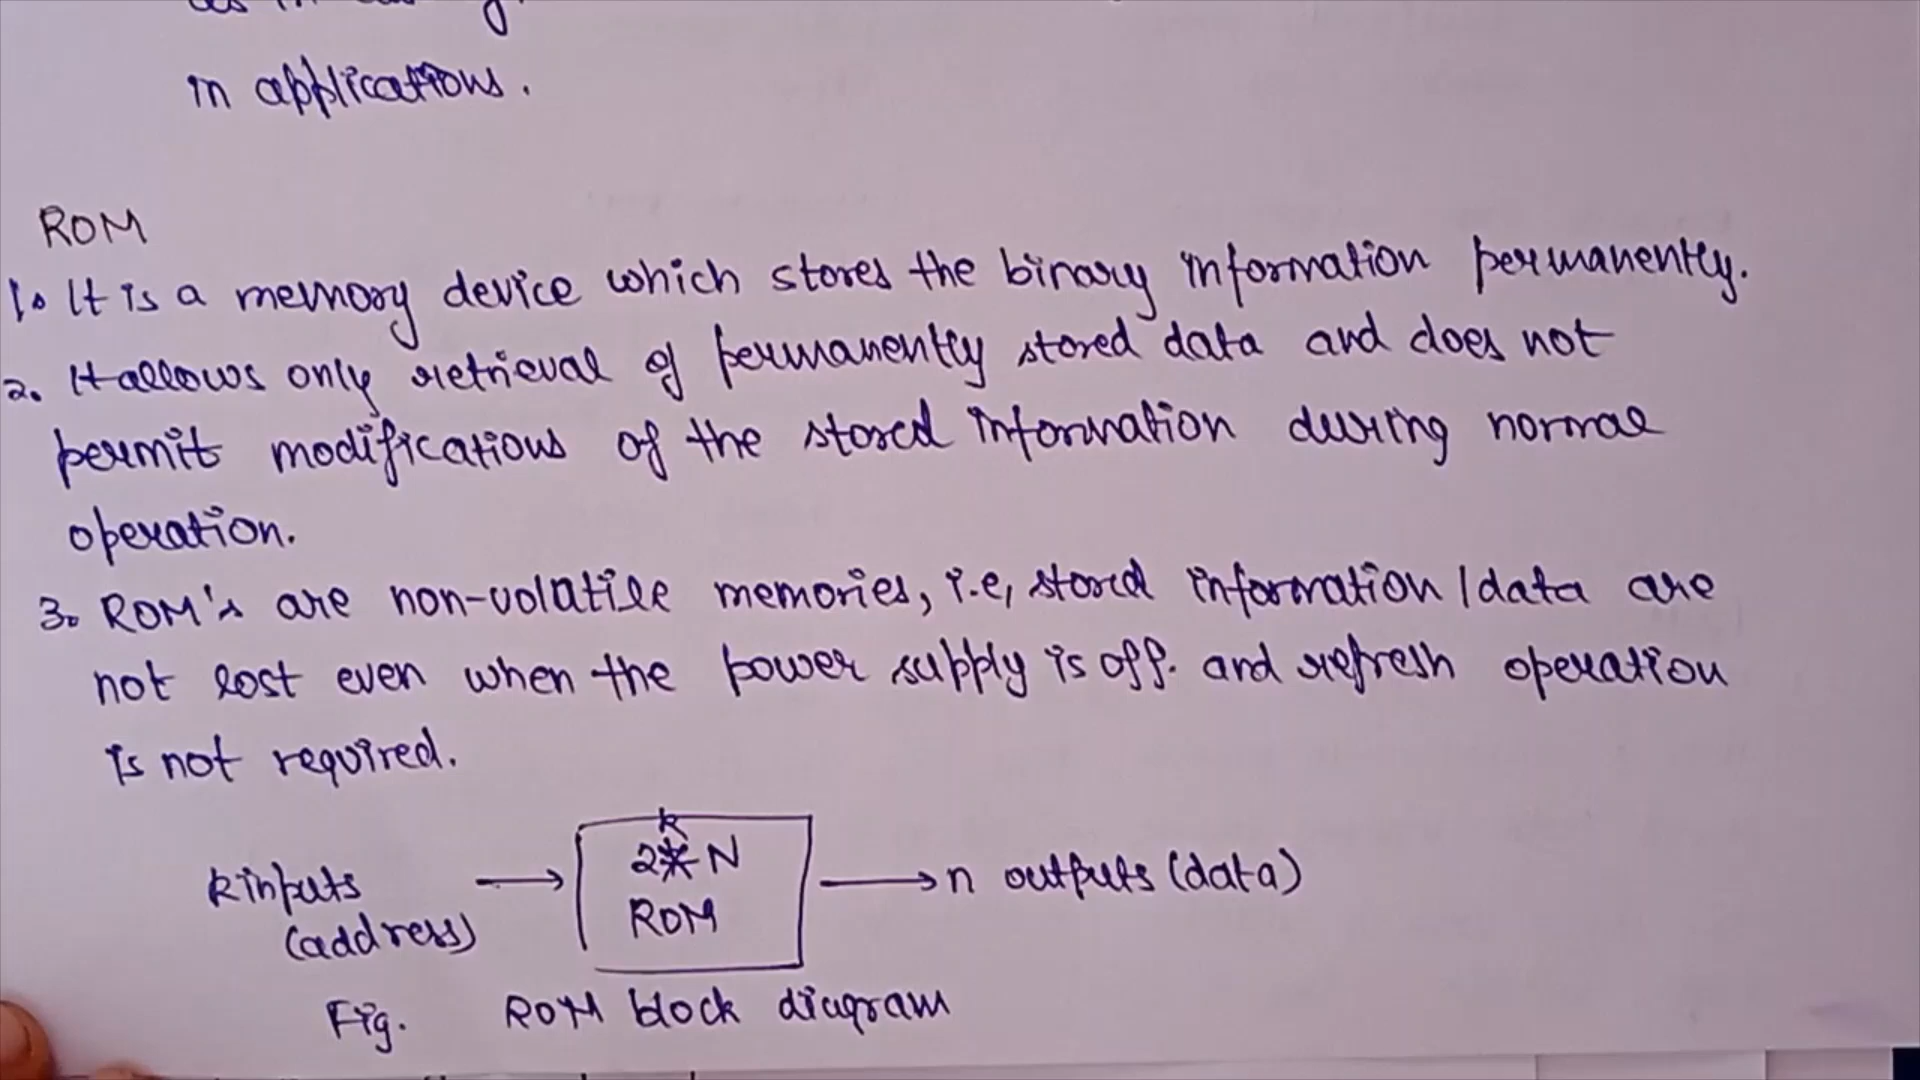 in applications.
ROM
1. It is a memory device which stores the binary information permanently.
2. It allows only retrieval of permanently stored data and does not
permit modifications of the stored information during normal
operation.
3. ROM's are non-volatile memories, i.e, stored information / data are
not lost even when the power supply is off. and refresh operation
is not required.
k
2 * N
k inputs → → n outputs (data)
ROM
(address)
Fig. ROM block diagram